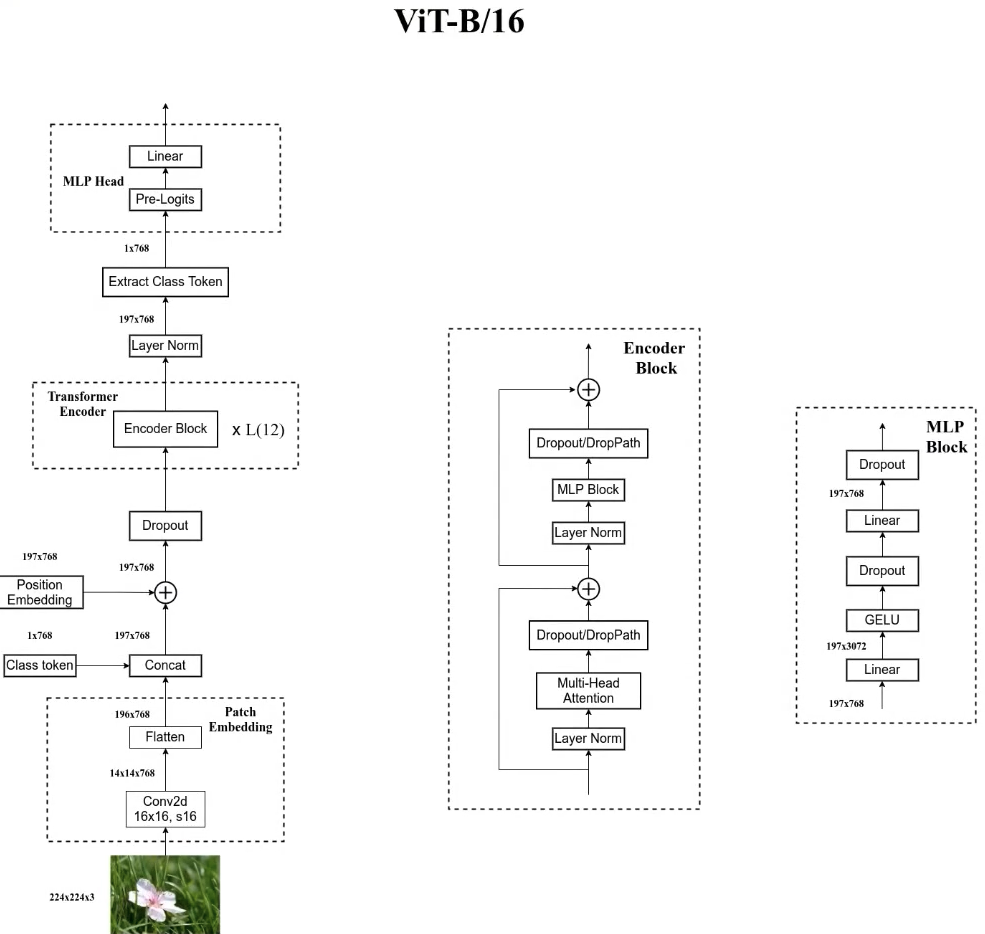 ViT-B/16
Linear
MLP Head
Pre-Logits
1x768
Extract Class Token
197x768
Layer Norm
Transformer
Encoder
Encoder Block
x L(12)
Dropout
197x768
197x768
Position
Embedding
1x768
197x768
Class token
Concat
196x768
Patch
Embedding
Flatten
14x14x768
Conv2d
16x16, s16
224x224x3
Encoder
Block
Dropout/DropPath
MLP Block
Layer Norm
Dropout/DropPath
Multi-Head
Attention
Layer Norm
MLP
Block
Dropout
197x768
Linear
Dropout
GELU
197x3072
Linear
197x768